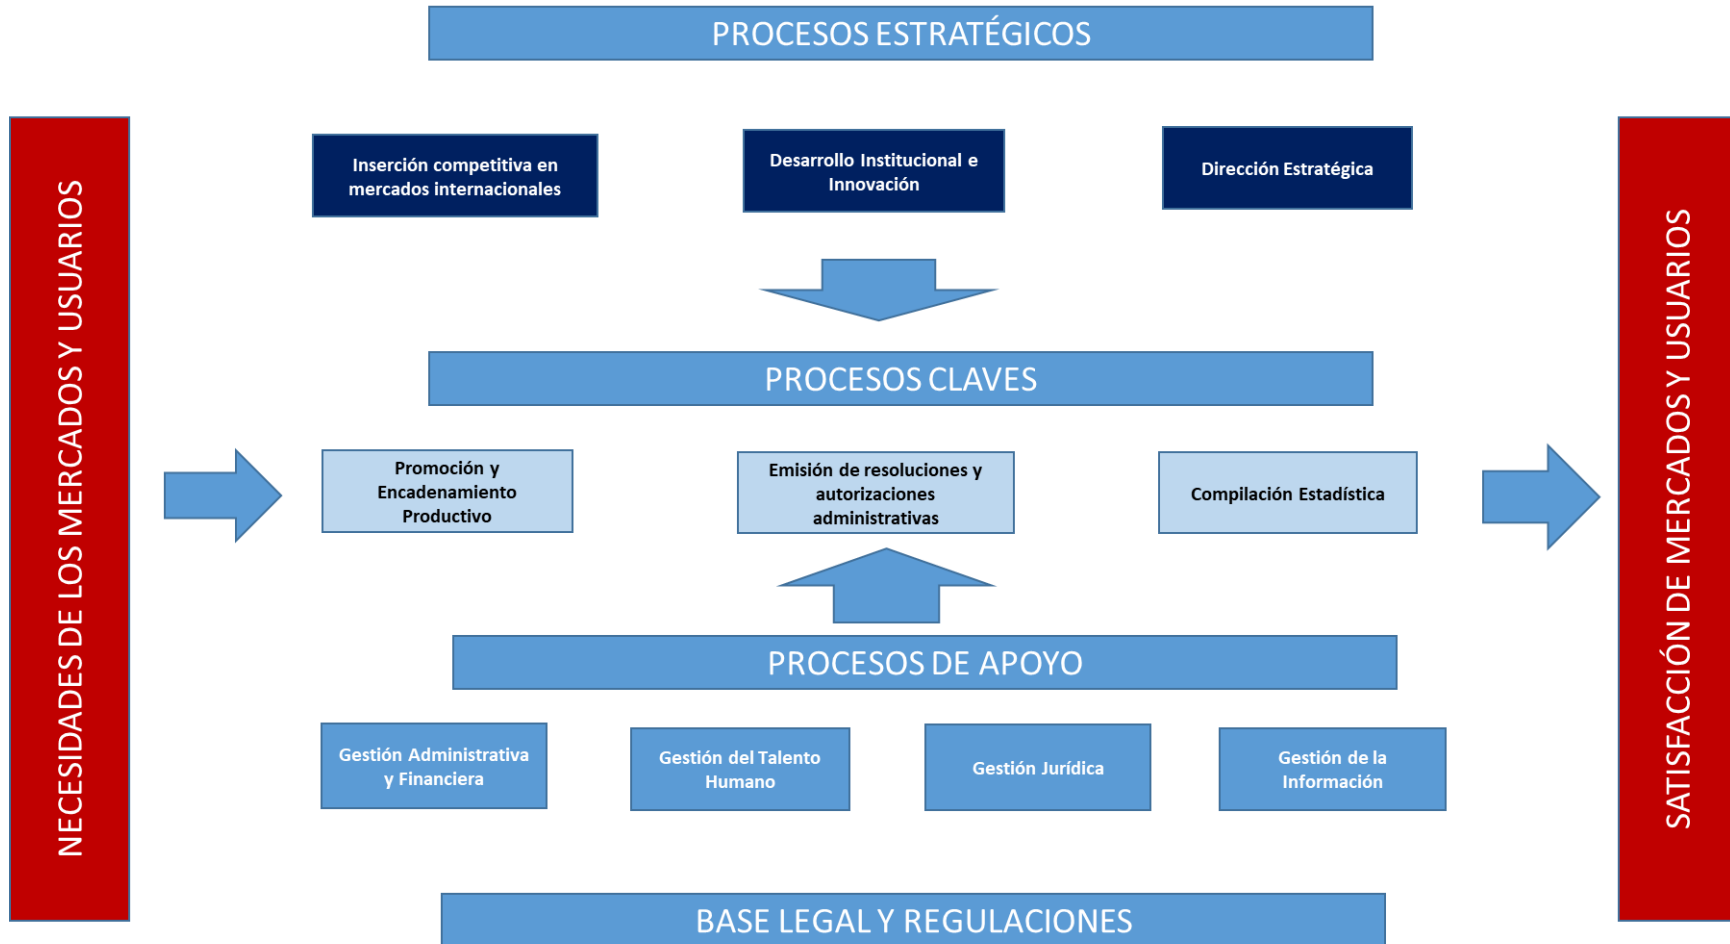 PROCESOS ESTRATÉGICOS
NECESIDADES DE LOS MERCADOS Y USUARIOS
Inserción competitiva en
mercados internacionales
Desarrollo Institucional e
Innovación
Dirección Estratégica
PROCESOS CLAVES
Promoción y
Encadenamiento
Productivo
Emisión de resoluciones y
autorizaciones
administrativas
Compilación Estadística
PROCESOS DE APOYO
Gestión Administrativa
y Financiera
Gestión del Talento
Humano
Gestión Jurídica
Gestión de la
Información
BASE LEGAL Y REGULACIONES
SATISFACCIÓN DE MERCADOS Y USUARIOS